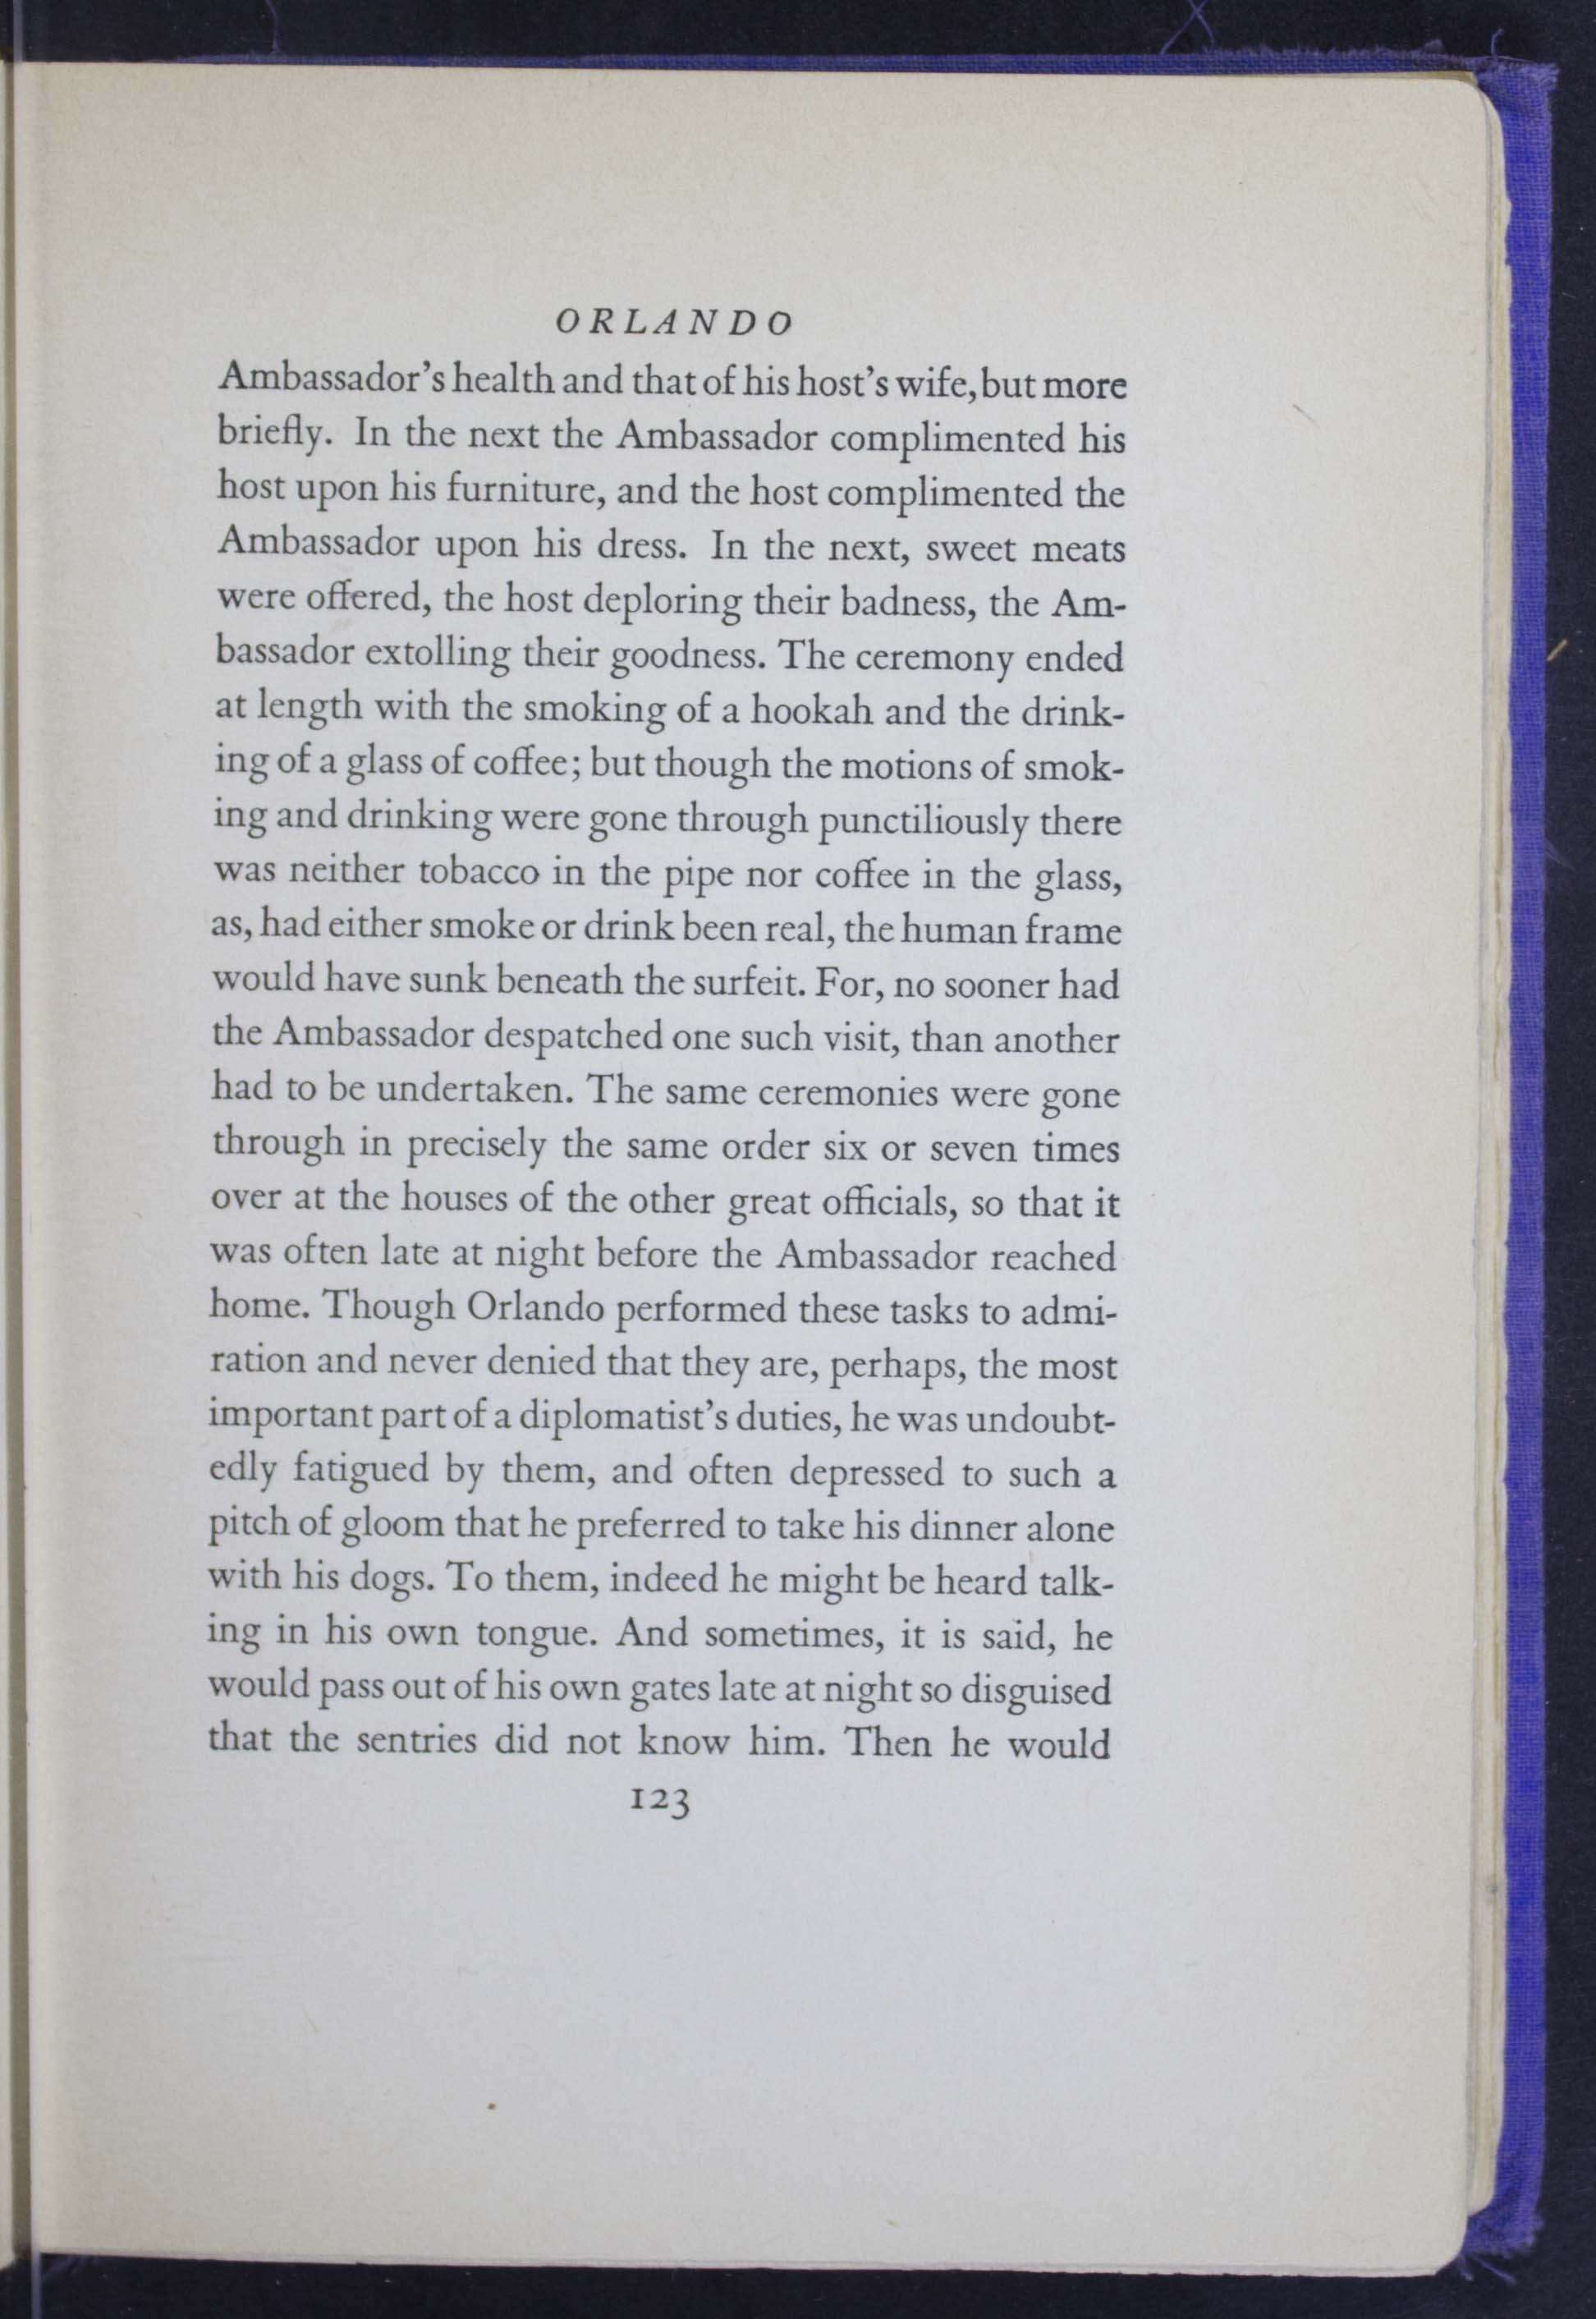 ORLANDO
Ambassador's health and that of his host's wife, but more
briefly. In the next the Ambassador complimented his
host upon his furniture, and the host complimented the
Ambassador upon his dress. In the next, sweet meats
were offered, the host deploring their badness, the Am-
bassador extolling their goodness. The ceremony ended
at length with the smoking of a hookah and the drink-
ing of a glass of coffee; but though the motions of smok-
ing and drinking were gone through punctiliously there
was neither tobacco in the pipe nor coffee in the glass,
as, had either smoke or drink been real, the human frame
would have sunk beneath the surfeit. For, no sooner had
the Ambassador despatched one such visit, than another
had to be undertaken. The same ceremonies were gone
through in precisely the same order six or seven times
over at the houses of the other great officials, so that it
was often late at night before the Ambassador reached
home. Though Orlando performed these tasks to admi-
ration and never denied that they are, perhaps, the most
important part of a diplomatist's duties, he was undoubt-
edly fatigued by them, and often depressed to such a
pitch of gloom that he preferred to take his dinner alone
with his dogs. To them, indeed he might be heard talk-
ing in his own tongue. And sometimes, it is said, he
would pass out of his own gates late at night so disguised
that the sentries did not know him. Then he would
123